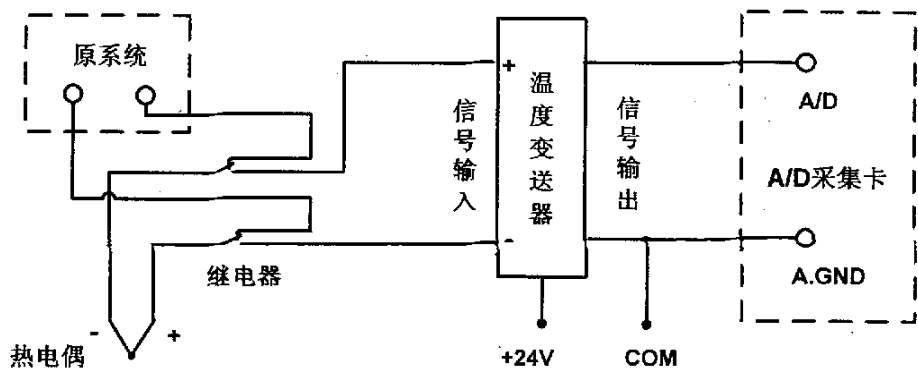 原系统
+
-
信号输入
温度变送器
信号输出
A/D
A/D采集卡
A.GND
继电器
- +
热电偶
+24V
COM